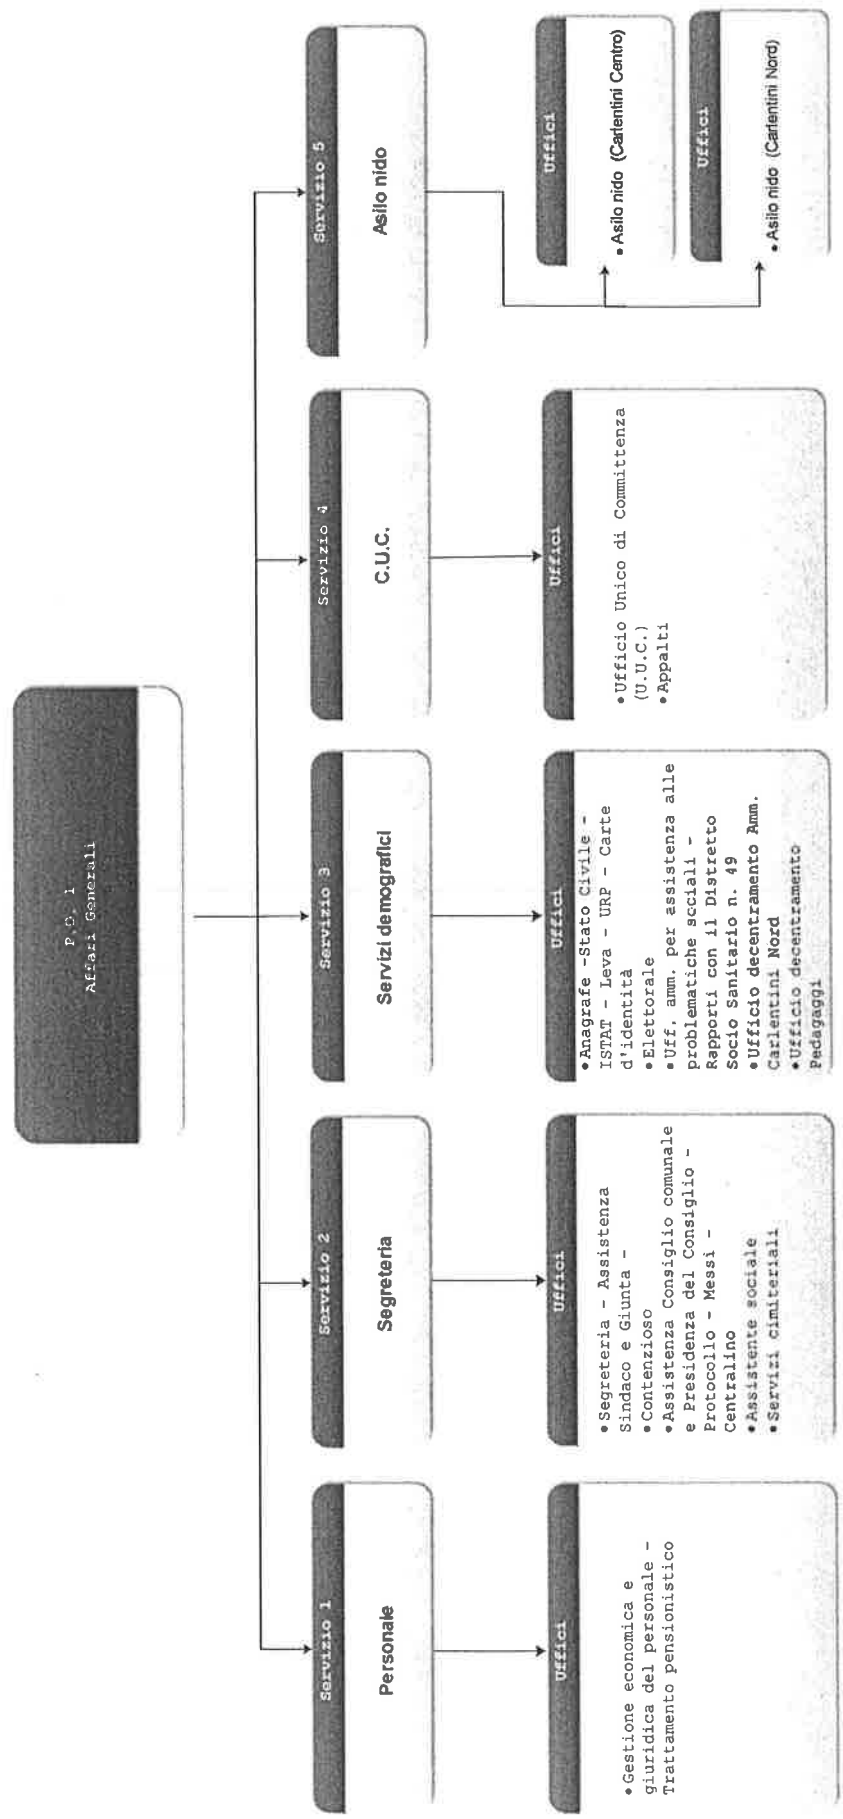 P.O. 1
Affari Generali
Servizio 1
Personale
Uffici
•Gestione economica e
giuridica del personale –
Trattamento pensionistico
Servizio 2
Segreteria
Uffici
•Segreteria – Assistenza
Sindaco e Giunta –
•Contenzioso
•Assistenza Consiglio comunale
e Presidenza del Consiglio –
Protocollo – Messi –
Centralino
•Assistente sociale
•Servizi cimiteriali
Servizio 3
Servizi demografici
Uffici
•Anagrafe –Stato Civile –
ISTAT – Leva – URP – Carte
d'identità
•Elettorale
•Uff. amm. per assistenza alle
problematiche sociali –
Rapporti con il Distretto
Socio Sanitario n. 49
•Ufficio decentramento Amm.
Carlentini Nord
•Ufficio decentramento
Pedagaggi
Servizio 4
C.U.C.
Uffici
•Ufficio Unico di Committenza
(U.U.C.)
•Appalti
Servizio 5
Asilo nido
Uffici
• Asilo nido (Carlentini Centro)
Uffici
• Asilo nido (Carlentini Nord)